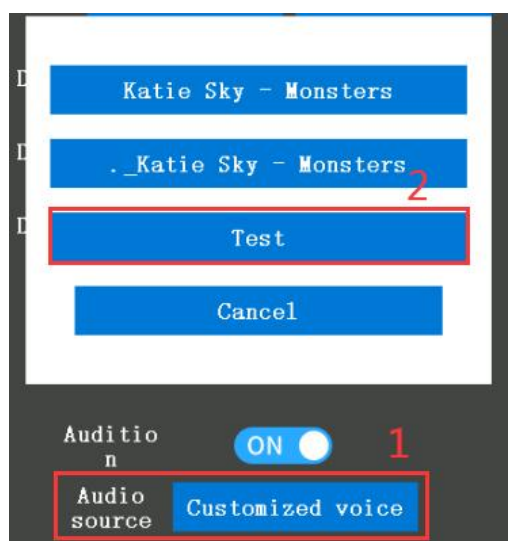 D
Katie Sky - Monsters
D
._Katie Sky - Monsters
2
D
Test
Cancel
Auditio
n
ON
1
Audio
source
Customized voice